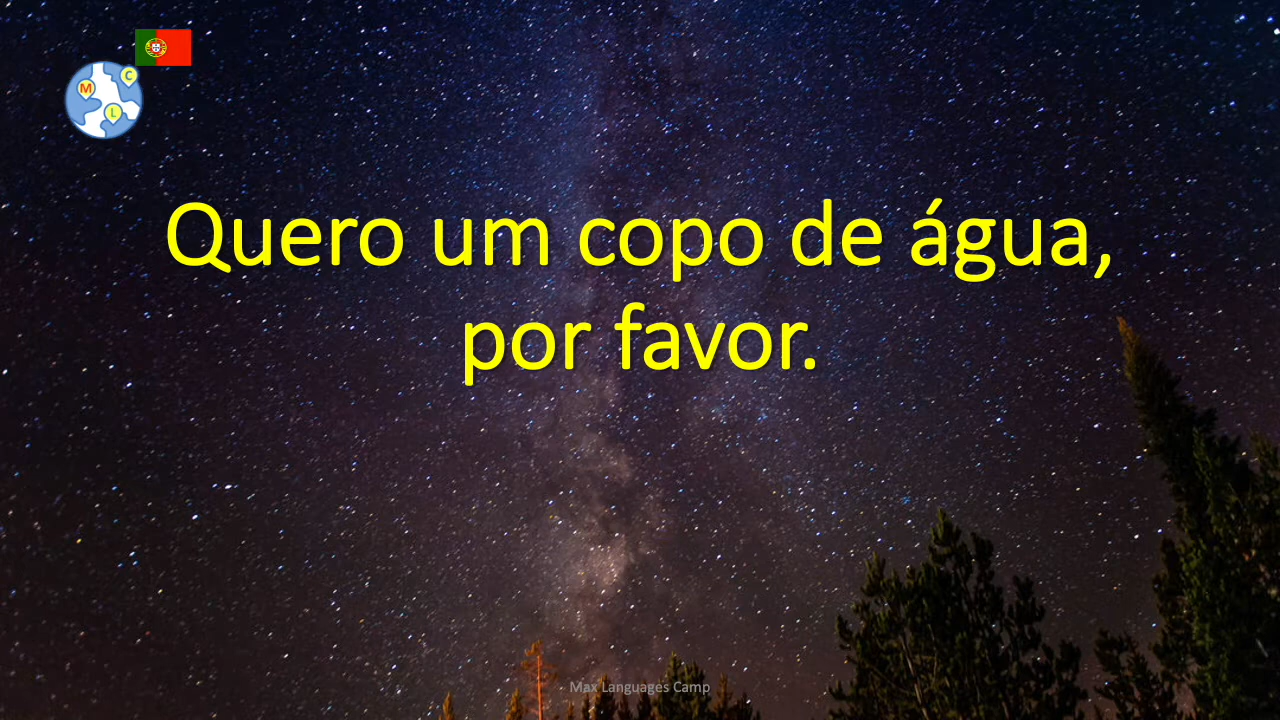 C
M
L
Quero um copo de água,
por favor.
Max Languages Camp